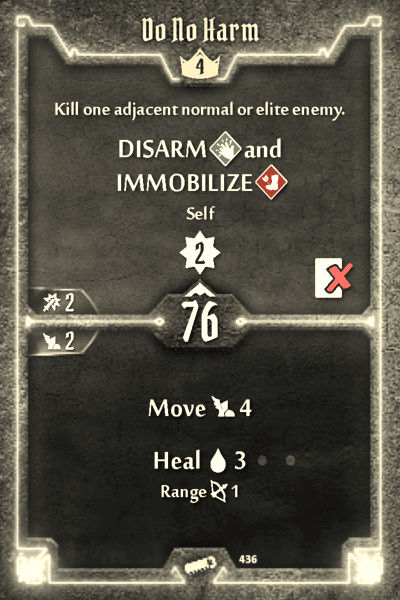 Do No Harm
4
Kill one adjacent normal or elite enemy.
DISARM and
IMMOBILIZE
Self
2
2
76
2
Move 4
Heal 3
Range 1
436